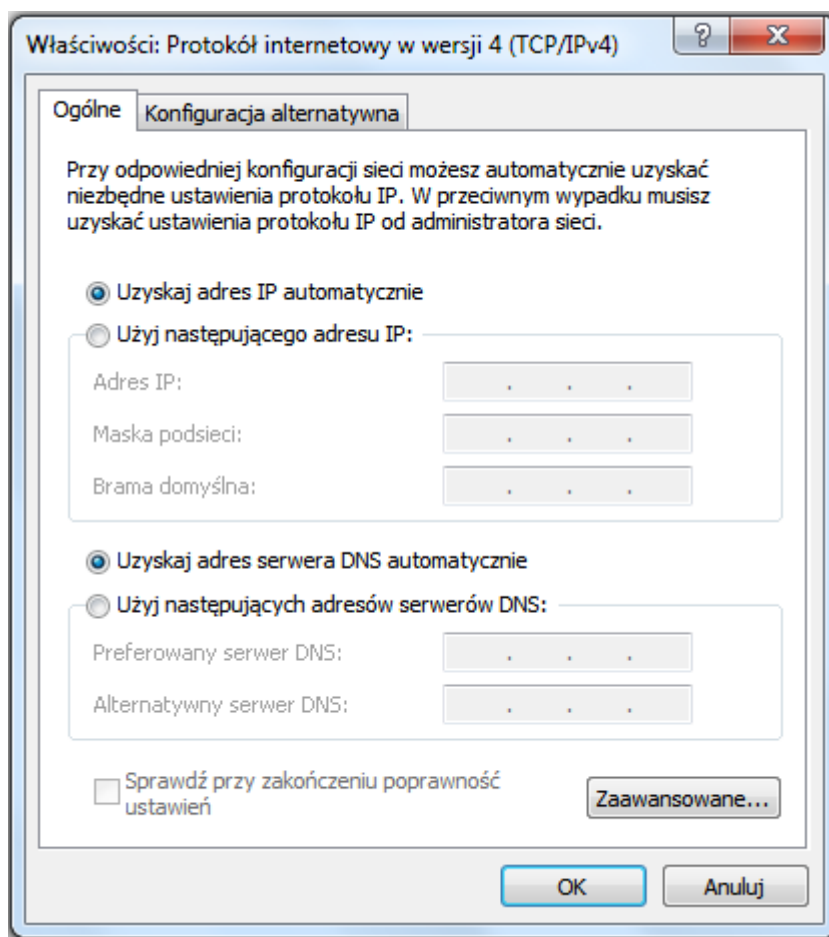 Właściwości: Protokół internetowy w wersji 4 (TCP/IPv4)
Ogólne
Konfiguracja alternatywna
Przy odpowiedniej konfiguracji sieci możesz automatycznie uzyskać
niezbędne ustawienia protokołu IP. W przeciwnym wypadku musisz
uzyskać ustawienia protokołu IP od administratora sieci.
Uzyskaj adres IP automatycznie
Użyj następującego adresu IP:
Adres IP:
Maska podsieci:
Brama domyślna:
Uzyskaj adres serwera DNS automatycznie
Użyj następujących adresów serwerów DNS:
Preferowany serwer DNS:
Alternatywny serwer DNS:
Sprawdź przy zakończeniu poprawność
ustawień
Zaawansowane...
OK
Anuluj